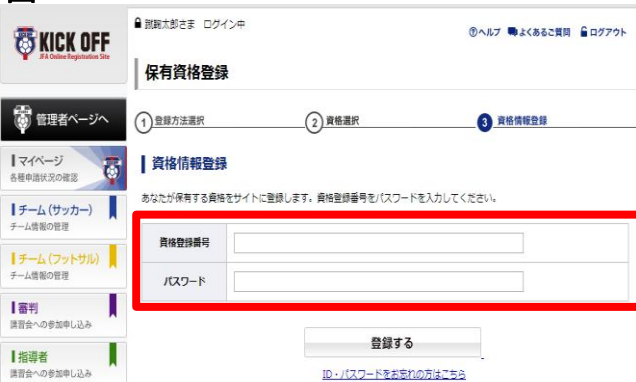 KICK OFF
JFA Online Registration Site
蹴鞠太郎さま ログイン中
ヘルプ よくあるご質問 ログアウト
保有資格登録
管理者ページへ
1 登録方法選択 2 資格選択 3 資格情報登録
マイページ
各種申請状況の確認
資格情報登録
あなたが保有する資格をサイトに登録します。資格登録番号をパスワードを入力してください。
チーム (サッカー)
チーム情報の管理
資格登録番号
チーム (フットサル)
チーム情報の管理
パスワード
審判
講習会への参加申し込み
登録する
指導者
講習会への参加申し込み
ID・パスワードをお忘れの方はこちら